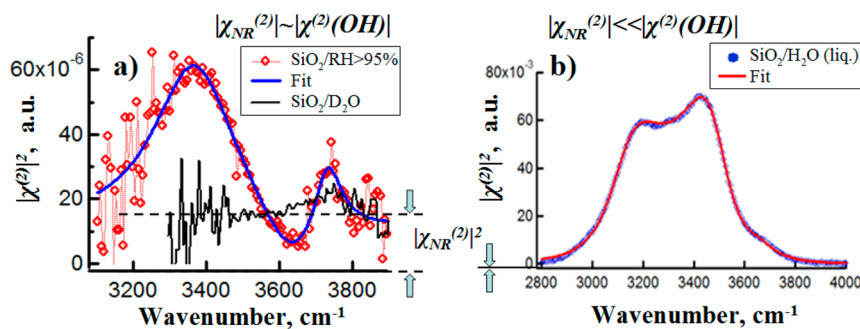 |χNR(2)|~|χ(2)(OH)|
a)
SiO2/RH>95%
Fit
SiO2/D2O
60x10-6
40
20
0
|χ(2)|2, a.u.
|χNR(2)|2
3200 3400 3600 3800
Wavenumber, cm-1
|χNR(2)|<<|χ(2)(OH)|
b)
SiO2/H2O (liq.)
Fit
80x10-3
60
40
20
0
|χ(2)|2, a.u.
2800 3000 3200 3400 3600 3800 4000
Wavenumber, cm-1